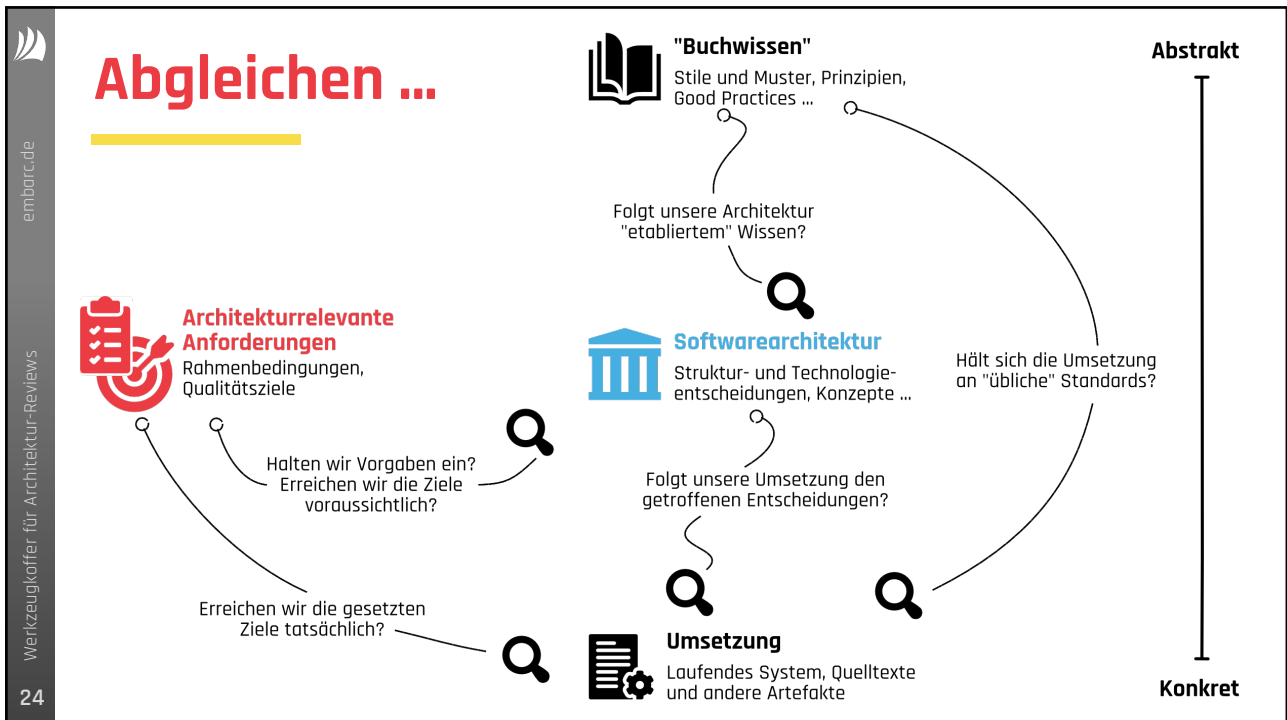 Abgleichen ...
"Buchwissen"
Stile und Muster, Prinzipien,
Good Practices ...
Abstrakt
Folgt unsere Architektur
"etabliertem" Wissen?
Architekturrelevante
Anforderungen
Rahmenbedingungen,
Qualitätsziele
Softwarearchitektur
Struktur- und Technologie-
entscheidungen, Konzepte ...
Hält sich die Umsetzung
an "übliche" Standards?
Halten wir Vorgaben ein?
Erreichen wir die Ziele
voraussichtlich?
Folgt unsere Umsetzung den
getroffenen Entscheidungen?
Erreichen wir die gesetzten
Ziele tatsächlich?
Umsetzung
Laufendes System, Quelltexte
und andere Artefakte
Konkret
embarc.de
Werkzeugkoffer für Architektur-Reviews
24